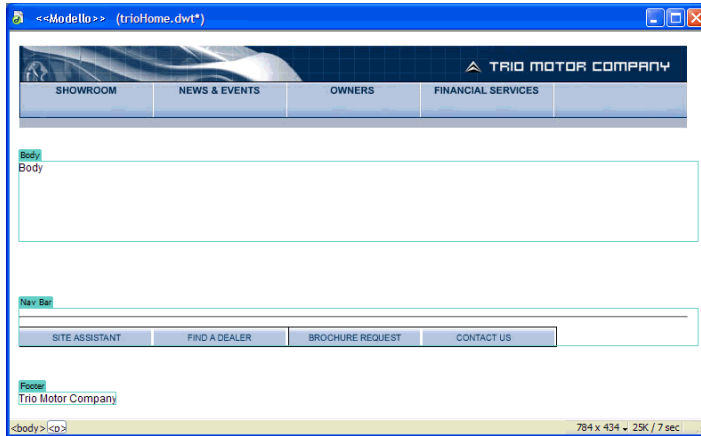 <<Modello>> (trioHome.dwt*)
TRIO MOTOR COMPANY
SHOWROOM NEWS & EVENTS OWNERS FINANCIAL SERVICES
Body
Body
Nav Bar
SITE ASSISTANT FIND A DEALER BROCHURE REQUEST CONTACT US
Footer
Trio Motor Company
<body> <p> 784 x 434 25K / 7 sec